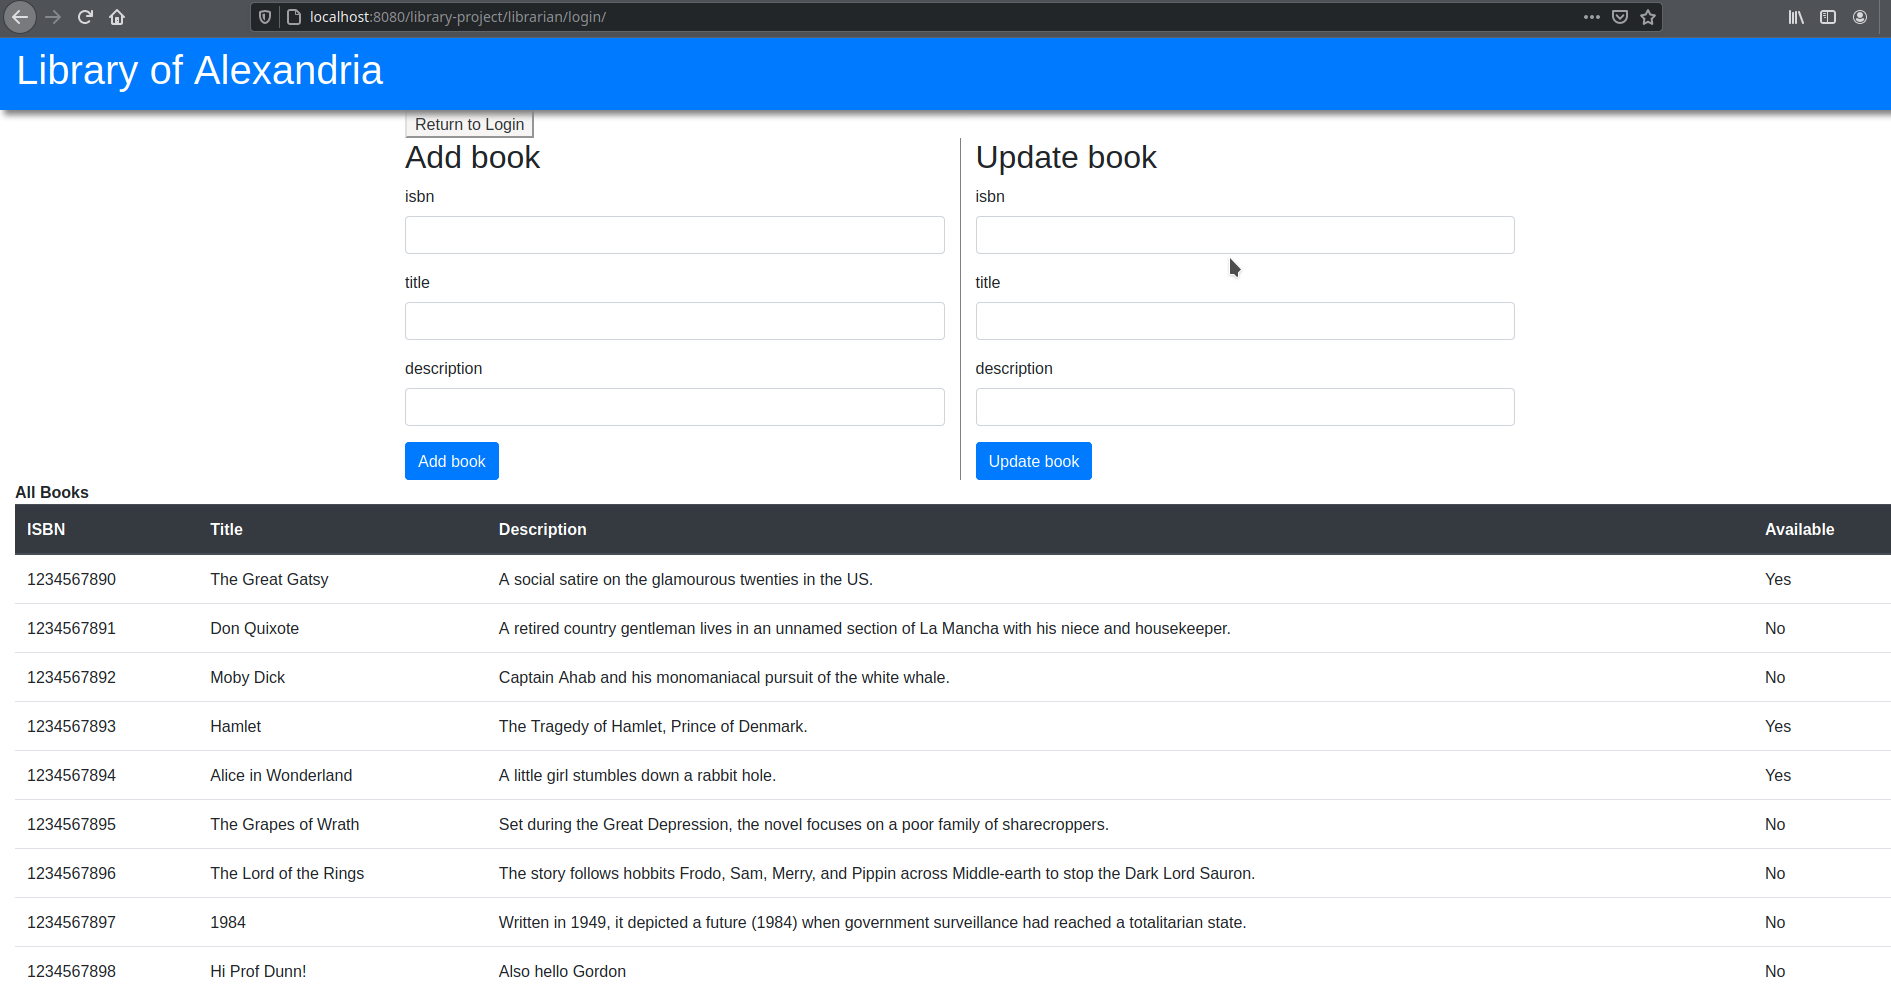 localhost:8080/library-project/librarian/login/
Library of Alexandria
Return to Login
Add book
isbn
title
description
Add book
Update book
isbn
title
description
Update book
All Books
ISBN Title Description Available
1234567890 The Great Gatsy A social satire on the glamourous twenties in the US. Yes
1234567891 Don Quixote A retired country gentleman lives in an unnamed section of La Mancha with his niece and housekeeper. No
1234567892 Moby Dick Captain Ahab and his monomaniacal pursuit of the white whale. No
1234567893 Hamlet The Tragedy of Hamlet, Prince of Denmark. Yes
1234567894 Alice in Wonderland A little girl stumbles down a rabbit hole. Yes
1234567895 The Grapes of Wrath Set during the Great Depression, the novel focuses on a poor family of sharecroppers. No
1234567896 The Lord of the Rings The story follows hobbits Frodo, Sam, Merry, and Pippin across Middle-earth to stop the Dark Lord Sauron. No
1234567897 1984 Written in 1949, it depicted a future (1984) when government surveillance had reached a totalitarian state. No
1234567898 Hi Prof Dunn! Also hello Gordon No